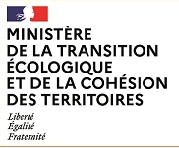 MINISTÈRE
DE LA TRANSITION
ÉCOLOGIQUE
ET DE LA COHÉSION
DES TERRITOIRES
Liberté
Égalité
Fraternité